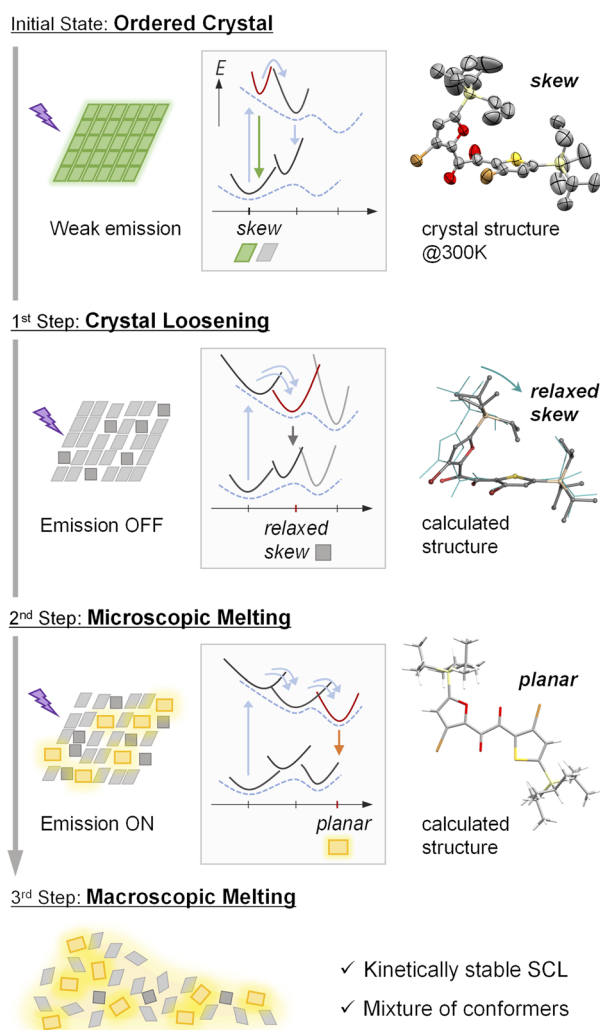 Initial State: Ordered Crystal
E
skew
Weak emission
skew
crystal structure
@300K
1st Step: Crystal Loosening
relaxed
skew
Emission OFF
relaxed
skew
calculated
structure
2nd Step: Microscopic Melting
planar
Emission ON
planar
calculated
structure
3rd Step: Macroscopic Melting
✓ Kinetically stable SCL
✓ Mixture of conformers